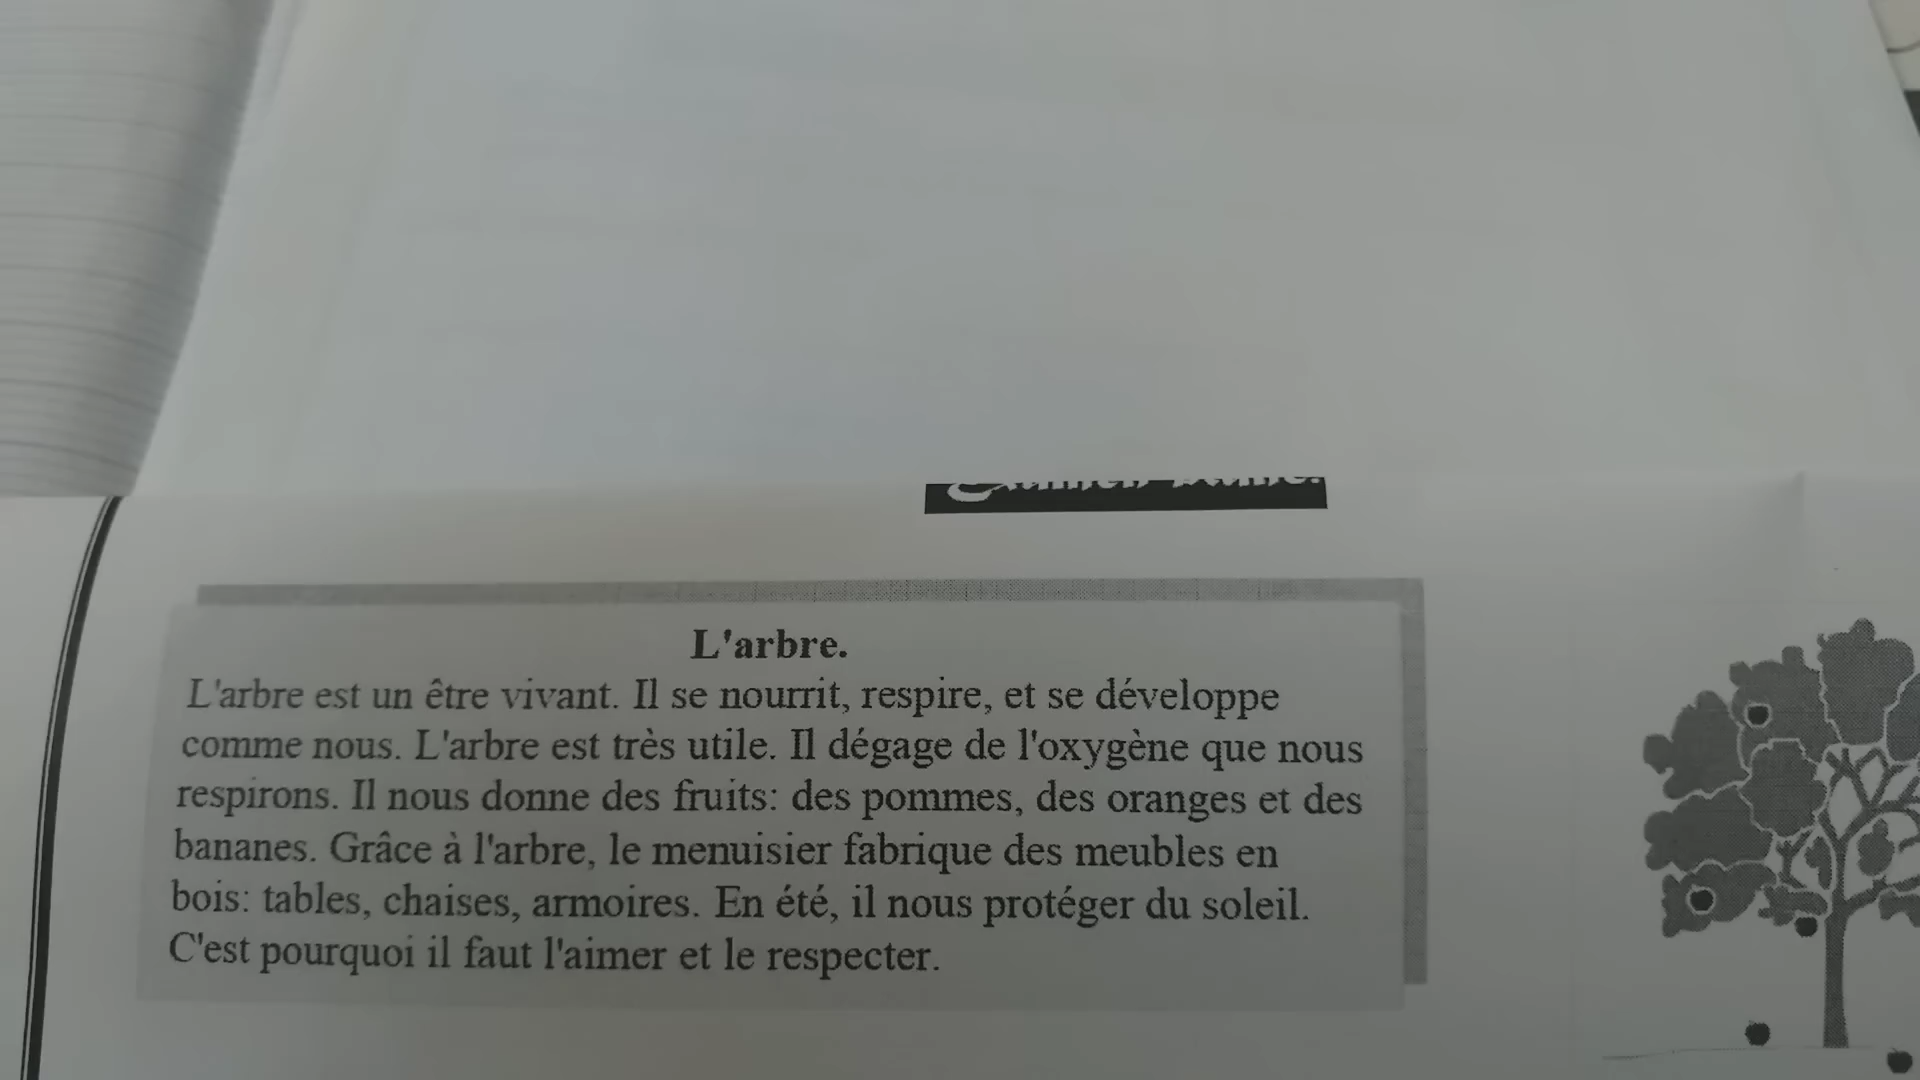 L'arbre.
L'arbre est un être vivant. Il se nourrit, respire, et se développe
comme nous. L'arbre est très utile. Il dégage de l'oxygène que nous
respirons. Il nous donne des fruits: des pommes, des oranges et des
bananes. Grâce à l'arbre, le menuisier fabrique des meubles en
bois: tables, chaises, armoires. En été, il nous protéger du soleil.
C'est pourquoi il faut l'aimer et le respecter.